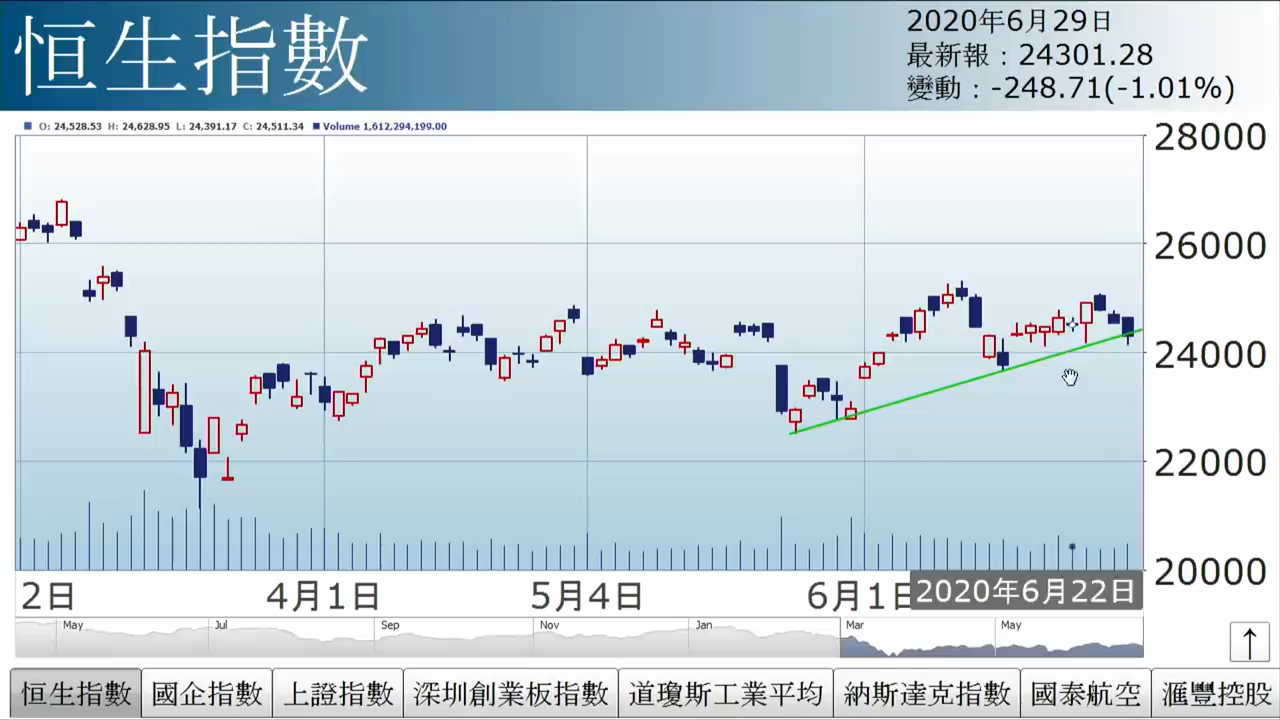 恒生指數
2020年6月29日
最新報：24301.28
變動：-248.71(-1.01%)
O: 24,528.53 H: 24,628.95 L: 24,391.17 C: 24,511.34 Volume 1,612,294,199.00
28000
26000
24000
22000
20000
2日 4月1日 5月4日 6月1日 2020年6月22日
May Jul Sep Nov Jan Mar May
↑
恒生指數 國企指數 上證指數 深圳創業板指數 道瓊斯工業平均 納斯達克指數 國泰航空 滙豐控股